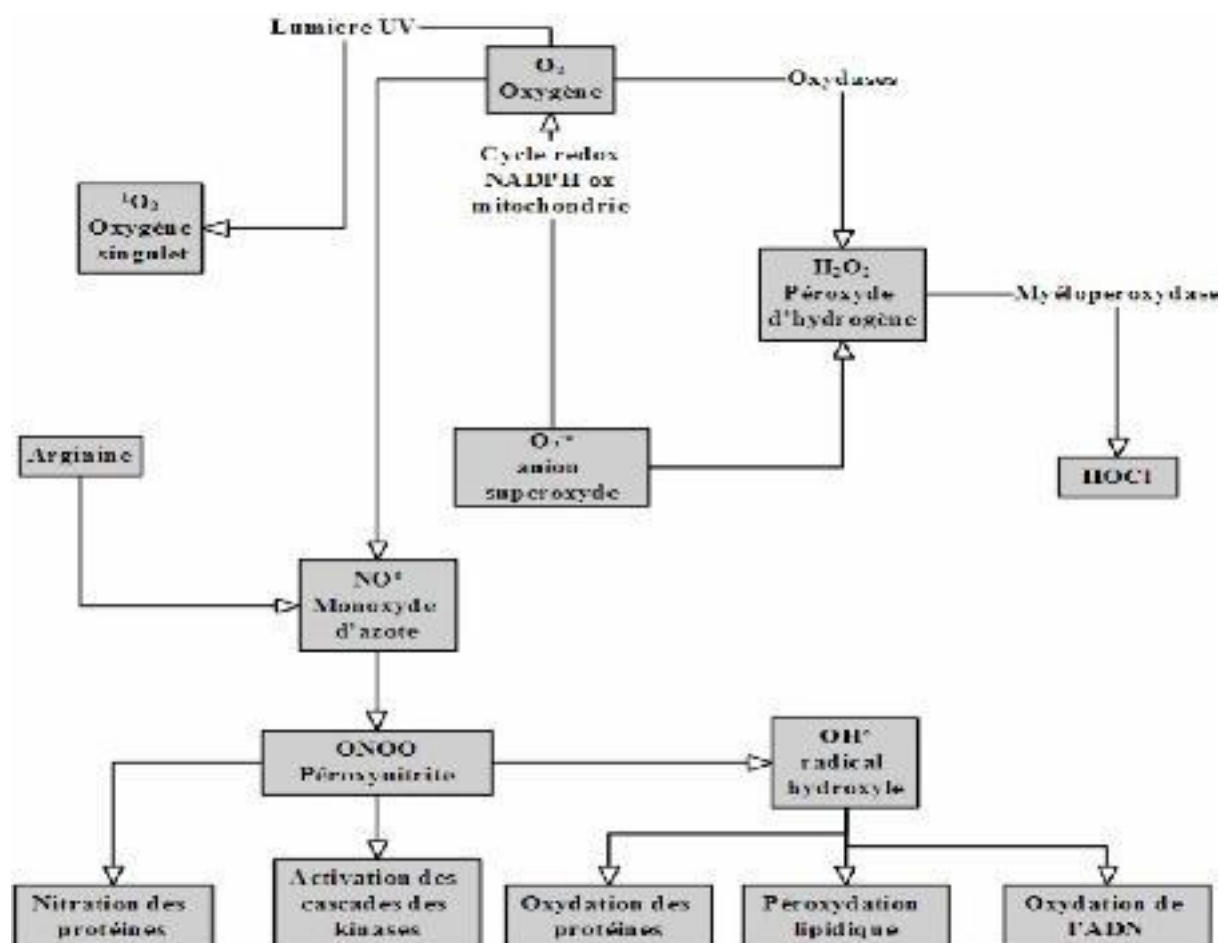 Lumière UV
O₂
Oxygène
Oxydases
Cycle redox
NADPH ox
mitochondrie
¹O₂
Oxygène
singulet
H₂O₂
Péroxyde
d'hydrogène
Myéloperoxydase
Arginine
O₂°
anion
superoxyde
HOCl
NO°
Monoxyde
d'azote
ONOO
Péroxynitrite
OH°
radical
hydroxyle
Nitration des
protéines
Activation des
cascades des
kinases
Oxydation des
protéines
Péroxydation
lipidique
Oxydation de
l'ADN